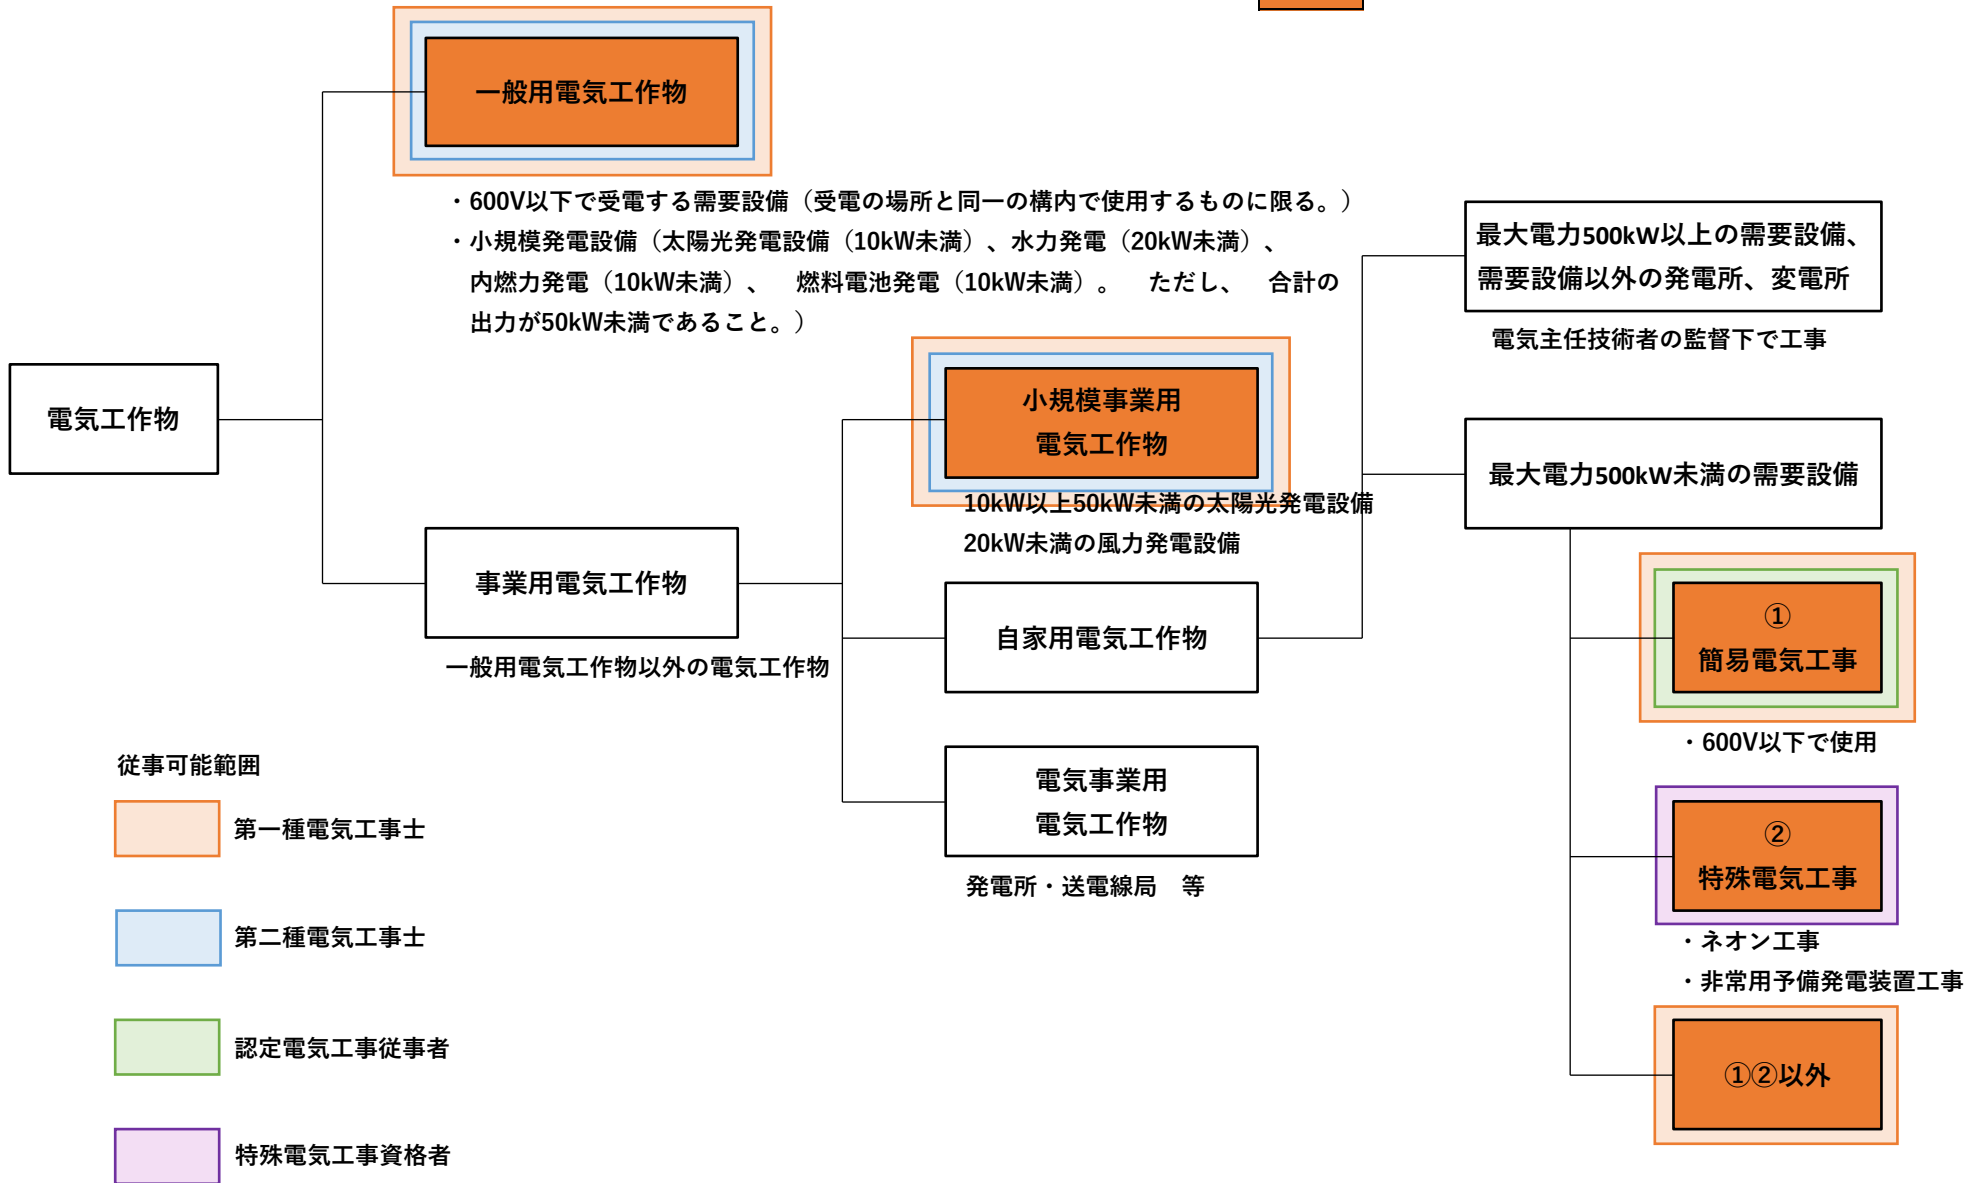 一般用電気工作物
・600V以下で受電する需要設備（受電の場所と同一の構内で使用するものに限る。）
・小規模発電設備（太陽光発電設備（10kW未満）、水力発電（20kW未満）、
内燃力発電（10kW未満）、　燃料電池発電（10kW未満）。　ただし、　合計の
出力が50kW未満であること。）
電気工作物
事業用電気工作物
一般用電気工作物以外の電気工作物
小規模事業用
電気工作物
10kW以上50kW未満の太陽光発電設備
20kW未満の風力発電設備
自家用電気工作物
電気事業用
電気工作物
発電所・送電線局　等
最大電力500kW以上の需要設備、
需要設備以外の発電所、変電所
電気主任技術者の監督下で工事
最大電力500kW未満の需要設備
①
簡易電気工事
・600V以下で使用
②
特殊電気工事
・ネオン工事
・非常用予備発電装置工事
①②以外
従事可能範囲
第一種電気工事士
第二種電気工事士
認定電気工事従事者
特殊電気工事資格者